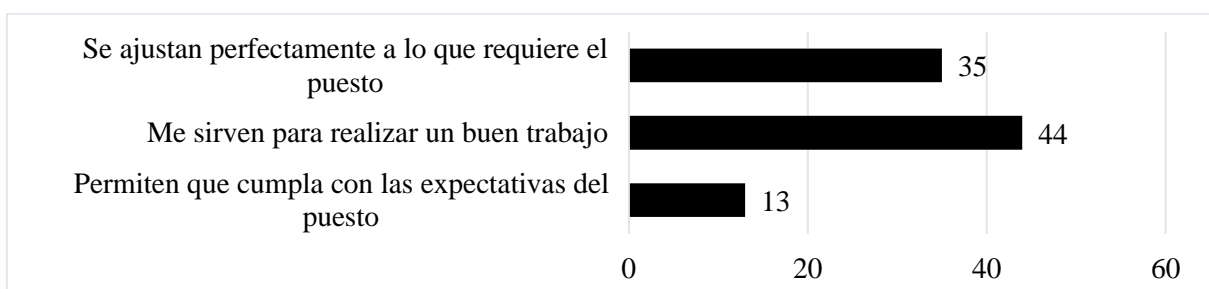 Se ajustan perfectamente a lo que requiere el
puesto
35
Me sirven para realizar un buen trabajo
44
Permiten que cumpla con las expectativas del
puesto
13
0 20 40 60